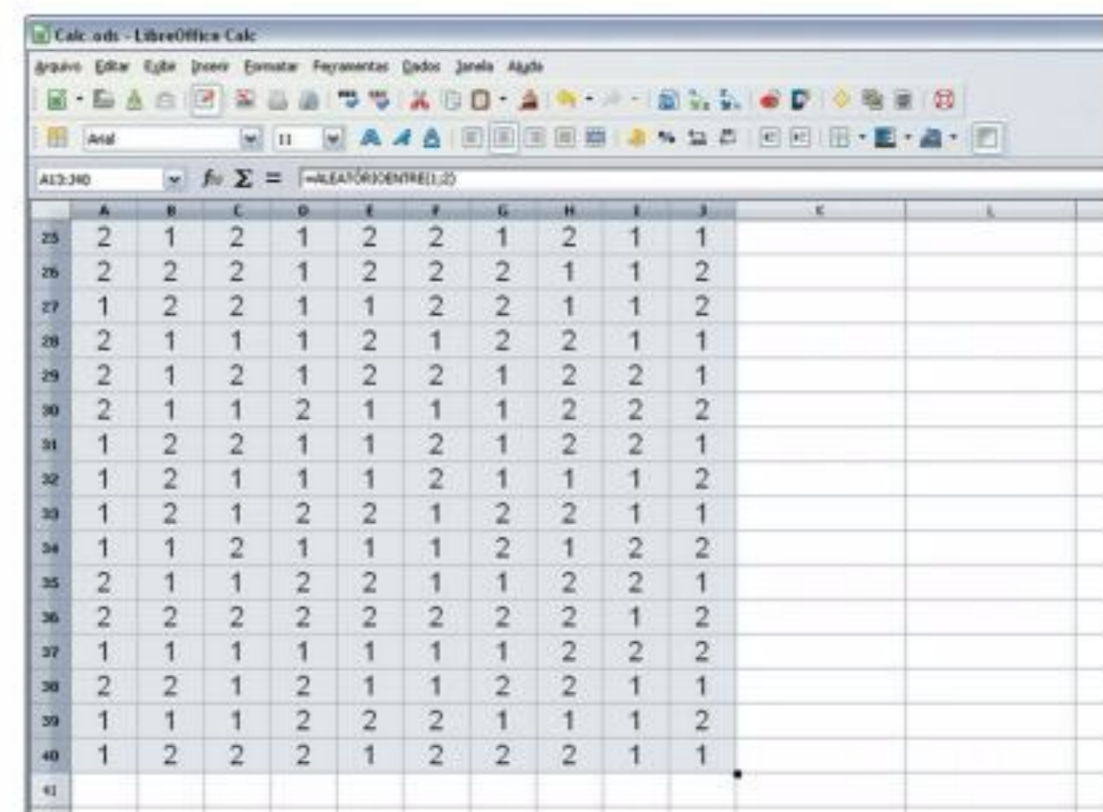 Calc.ods - LibreOffice Calc
Arquivo Editar Exibir Inserir Formatar Ferramentas Dados Janela Ajuda
Arial 11
A13:J40 =ALEATÓRIOENTRE(1;2)
A B C D E F G H I J K L
25 2 1 2 1 2 2 1 2 1 1
26 2 2 2 1 2 2 2 1 1 2
27 1 2 2 1 1 2 2 1 1 2
28 2 1 1 1 2 1 2 2 1 1
29 2 1 2 1 2 2 1 2 2 1
30 2 1 1 2 1 1 1 2 2 2
31 1 2 2 1 1 2 1 2 2 1
32 1 2 1 1 1 2 1 1 1 2
33 1 2 1 2 2 1 2 2 1 1
34 1 1 2 1 1 1 2 1 2 2
35 2 1 1 2 2 1 1 2 2 1
36 2 2 2 2 2 2 2 2 1 2
37 1 1 1 1 1 1 1 2 2 2
38 2 2 1 2 1 1 2 2 1 1
39 1 1 1 2 2 2 1 1 1 2
40 1 2 2 2 1 2 2 2 1 1
41